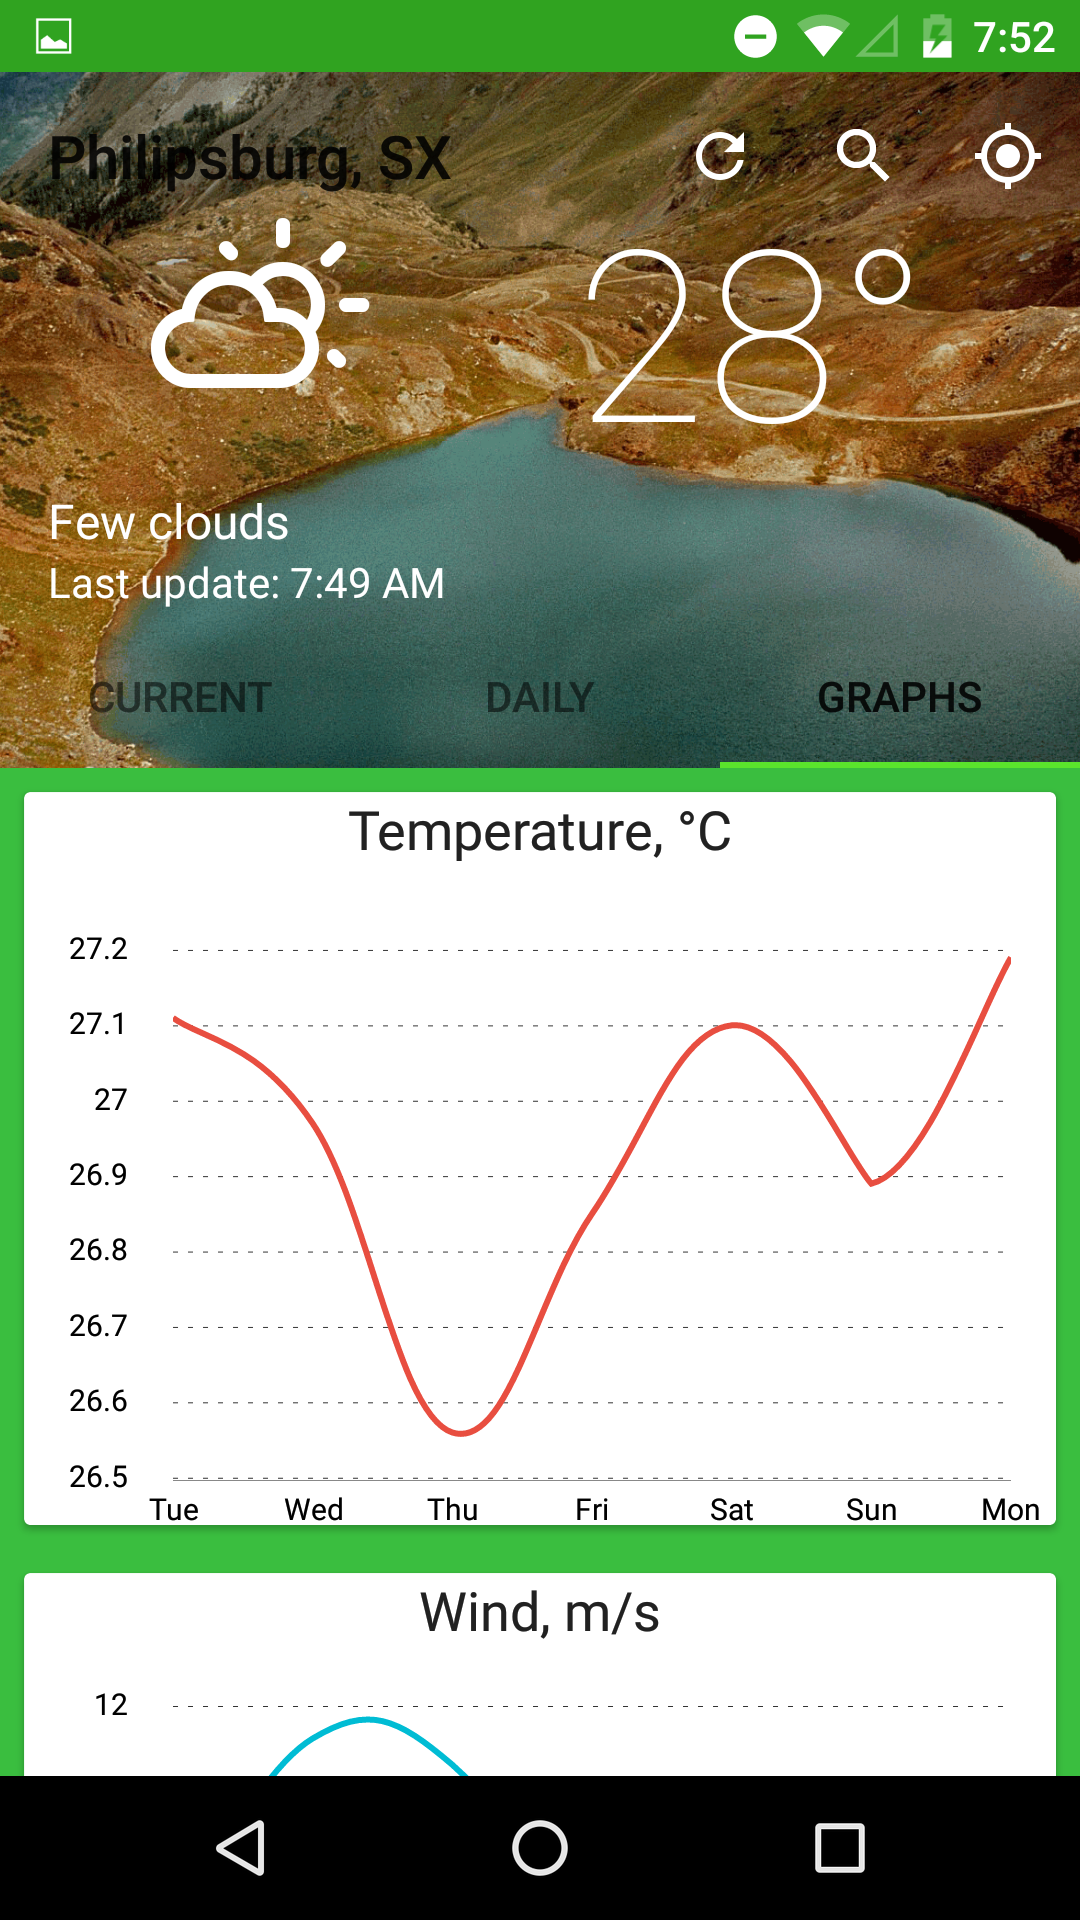 7:52
Philipsburg, SX
28°
Few clouds
Last update: 7:49 AM
CURRENT DAILY GRAPHS
Temperature, °C
27.2
27.1
27
26.9
26.8
26.7
26.6
26.5
Tue Wed Thu Fri Sat Sun Mon
Wind, m/s
12